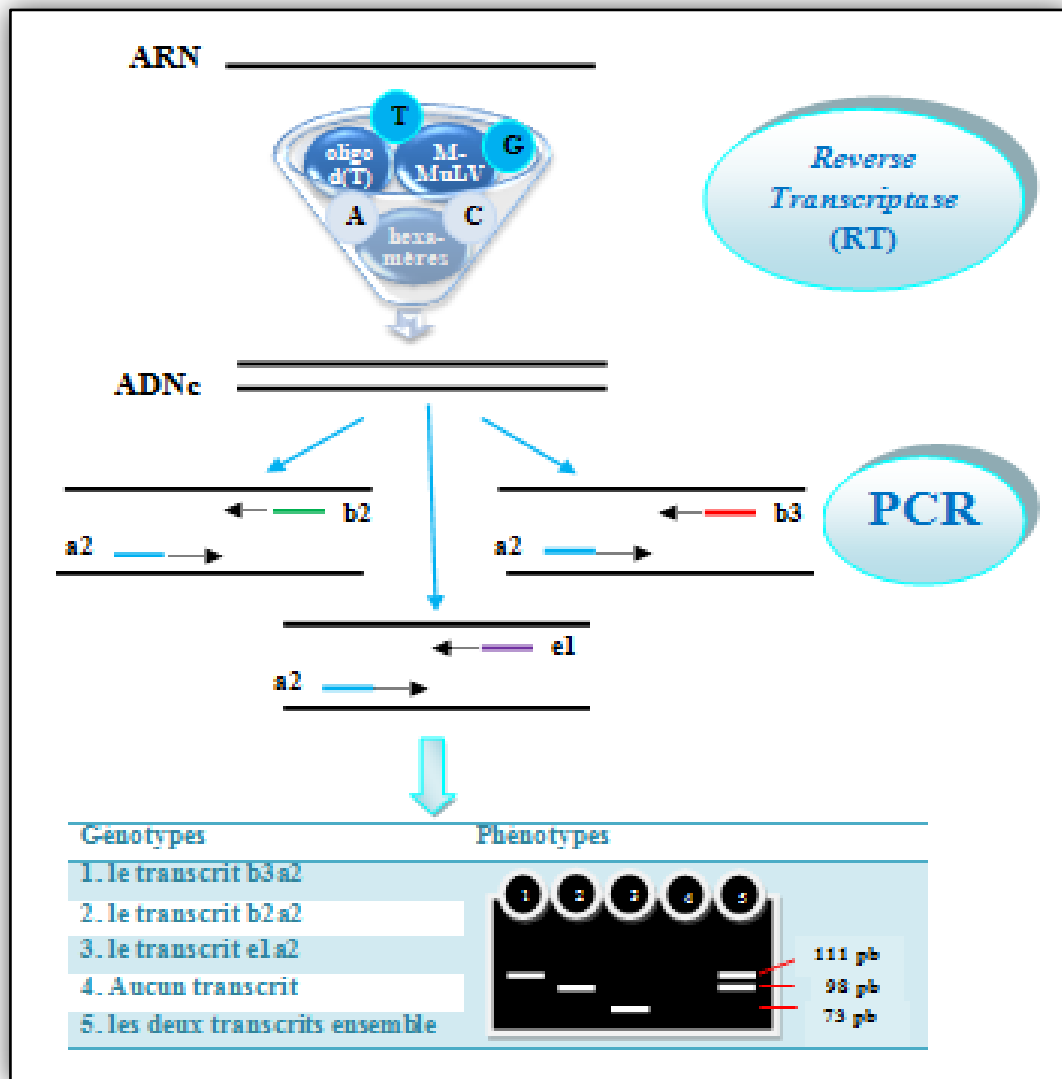 ARN
T
G
oligo
d(T)
M-
MuLV
A
C
hexa-
mères
Reverse
Transcriptase
(RT)
ADNc
b2
a2
b3
a2
PCR
e1
a2
Génotypes
Phénotypes
1. le transcrit b3a2
2. le transcrit b2a2
3. le transcrit e1a2
4. Aucun transcrit
5. les deux transcrits ensemble
1
2
3
4
5
111 pb
98 pb
73 pb